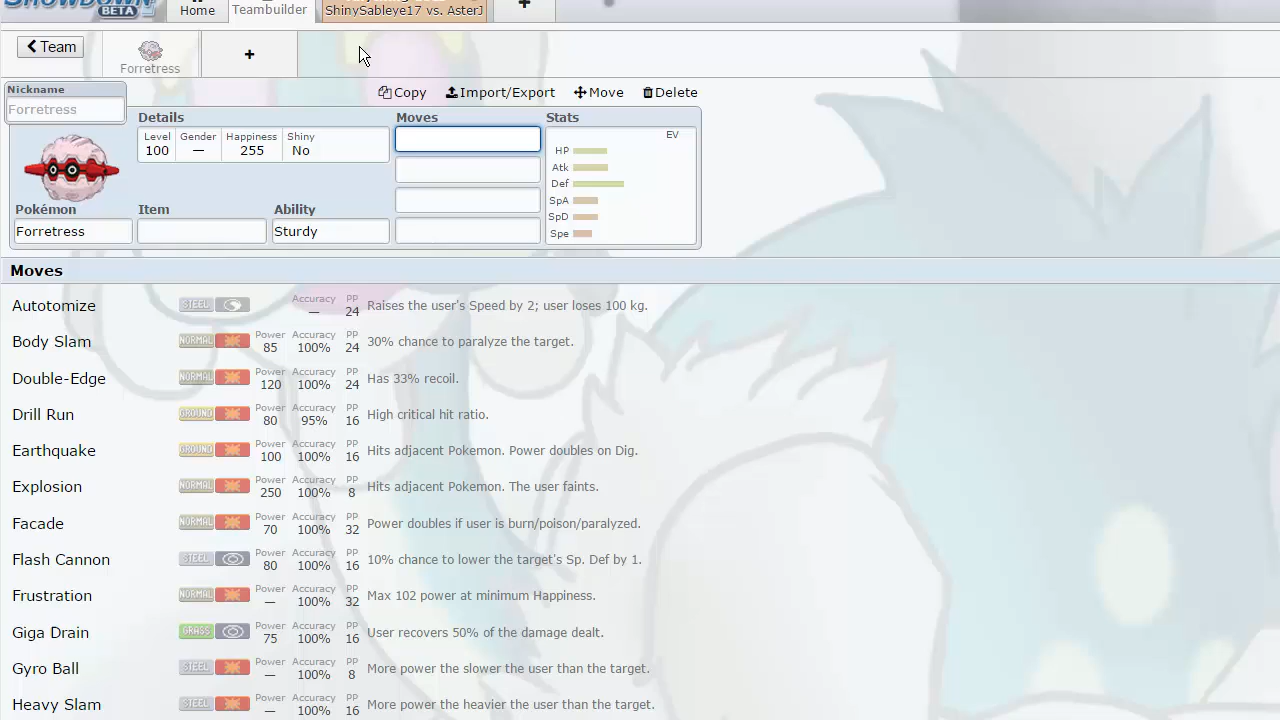 SHOWDOWN
BETA
Home
Teambuilder
ShinySableye17 vs. AsterJ
+
Team
Forretress
+
Nickname
Forretress
Copy
Import/Export
Move
Delete
Details
Moves
Stats
Level
Gender
Happiness
Shiny
100
—
255
No
EV
HP
Atk
Def
SpA
SpD
Spe
Pokémon
Item
Ability
Forretress
Sturdy
Moves
Autotomize STEEL Accuracy — PP 24 Raises the user's Speed by 2; user loses 100 kg.
Body Slam NORMAL Power 85 Accuracy 100% PP 24 30% chance to paralyze the target.
Double-Edge NORMAL Power 120 Accuracy 100% PP 24 Has 33% recoil.
Drill Run GROUND Power 80 Accuracy 95% PP 16 High critical hit ratio.
Earthquake GROUND Power 100 Accuracy 100% PP 16 Hits adjacent Pokemon. Power doubles on Dig.
Explosion NORMAL Power 250 Accuracy 100% PP 8 Hits adjacent Pokemon. The user faints.
Facade NORMAL Power 70 Accuracy 100% PP 32 Power doubles if user is burn/poison/paralyzed.
Flash Cannon STEEL Power 80 Accuracy 100% PP 16 10% chance to lower the target's Sp. Def by 1.
Frustration NORMAL Power — Accuracy 100% PP 32 Max 102 power at minimum Happiness.
Giga Drain GRASS Power 75 Accuracy 100% PP 16 User recovers 50% of the damage dealt.
Gyro Ball STEEL Power — Accuracy 100% PP 8 More power the slower the user than the target.
Heavy Slam STEEL Power — Accuracy 100% PP 16 More power the heavier the user than the target.